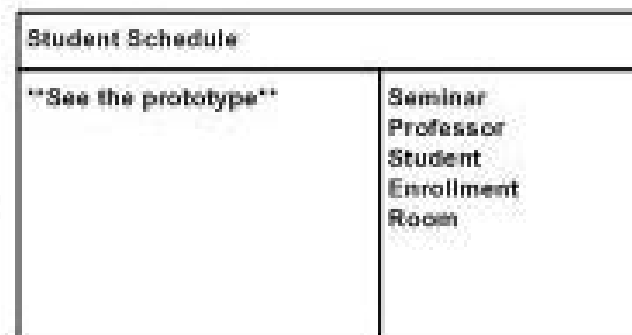 Student Schedule
**See the prototype**
Seminar
Professor
Student
Enrollment
Room